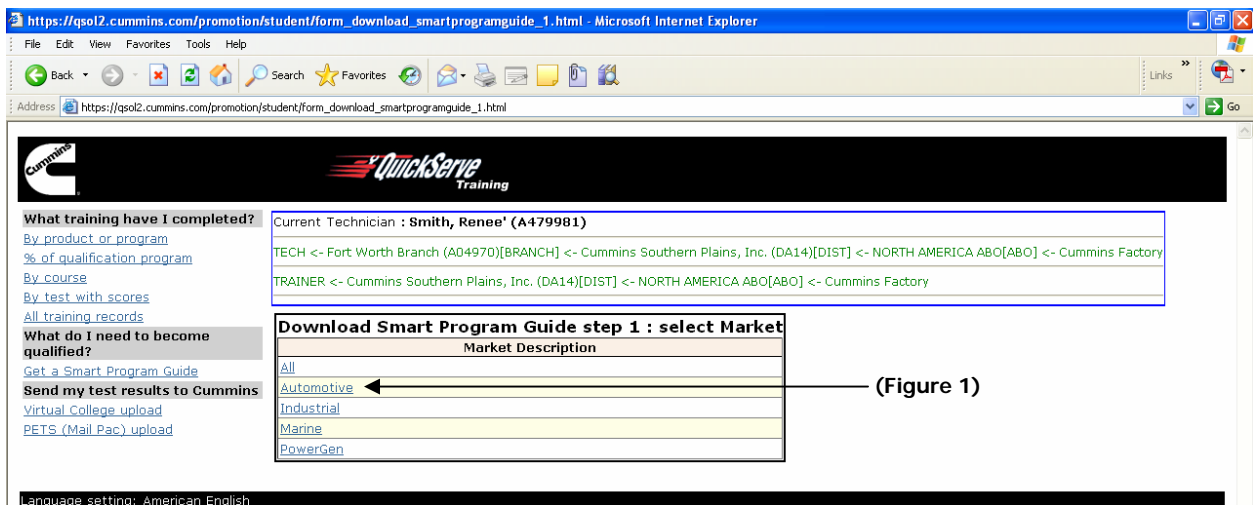 https://qsol2.cummins.com/promotion/student/form_download_smartprogramguide_1.html - Microsoft Internet Explorer
File Edit View Favorites Tools Help
Back Search Favorites Links »
Address https://qsol2.cummins.com/promotion/student/form_download_smartprogramguide_1.html Go
Cummins
QuickServe
Training
What training have I completed?
By product or program
% of qualification program
By course
By test with scores
All training records
What do I need to become
qualified?
Get a Smart Program Guide
Send my test results to Cummins
Virtual College upload
PETS (Mail Pac) upload
Current Technician : Smith, Renee' (A479981)
TECH <- Fort Worth Branch (A04970)[BRANCH] <- Cummins Southern Plains, Inc. (DA14)[DIST] <- NORTH AMERICA ABO[ABO] <- Cummins Factory
TRAINER <- Cummins Southern Plains, Inc. (DA14)[DIST] <- NORTH AMERICA ABO[ABO] <- Cummins Factory
Download Smart Program Guide step 1 : select Market
Market Description
All
Automotive
(Figure 1)
Industrial
Marine
PowerGen
Language setting: American English